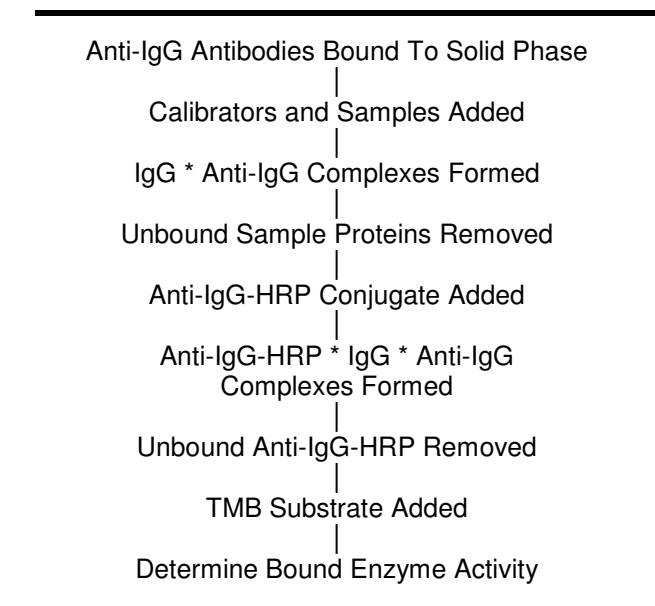 Anti-IgG Antibodies Bound To Solid Phase
Calibrators and Samples Added
IgG * Anti-IgG Complexes Formed
Unbound Sample Proteins Removed
Anti-IgG-HRP Conjugate Added
Anti-IgG-HRP * IgG * Anti-IgG
Complexes Formed
Unbound Anti-IgG-HRP Removed
TMB Substrate Added
Determine Bound Enzyme Activity